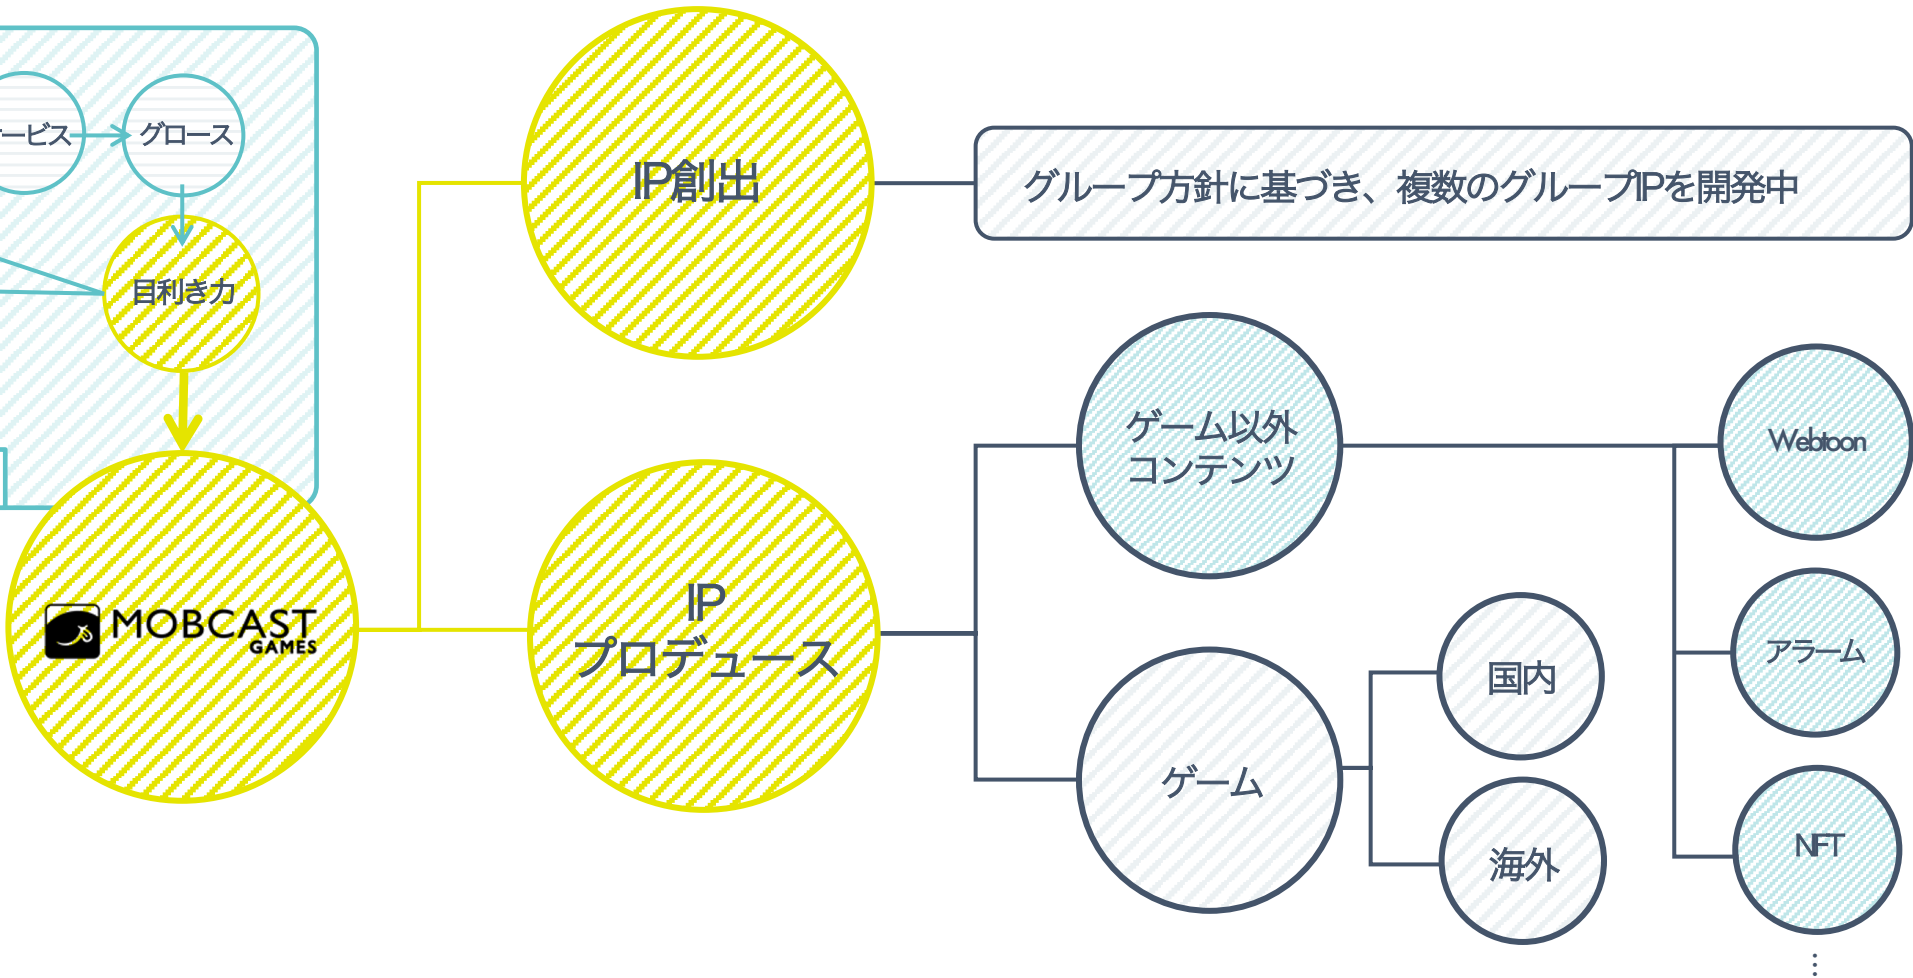 ービス
グロース
目利き力
MOBCAST
GAMES
IP創出
グループ方針に基づき、複数のグループIPを開発中
IP
プロデュース
ゲーム以外
コンテンツ
ゲーム
国内
海外
Webtoon
アラーム
NFT
⋮